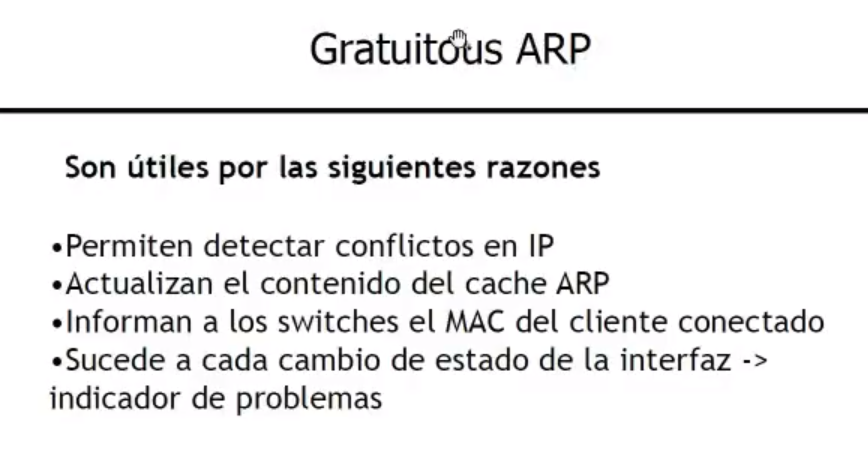 Gratuitous ARP
Son útiles por las siguientes razones
•Permiten detectar conflictos en IP
•Actualizan el contenido del cache ARP
•Informan a los switches el MAC del cliente conectado
•Sucede a cada cambio de estado de la interfaz ->
indicador de problemas